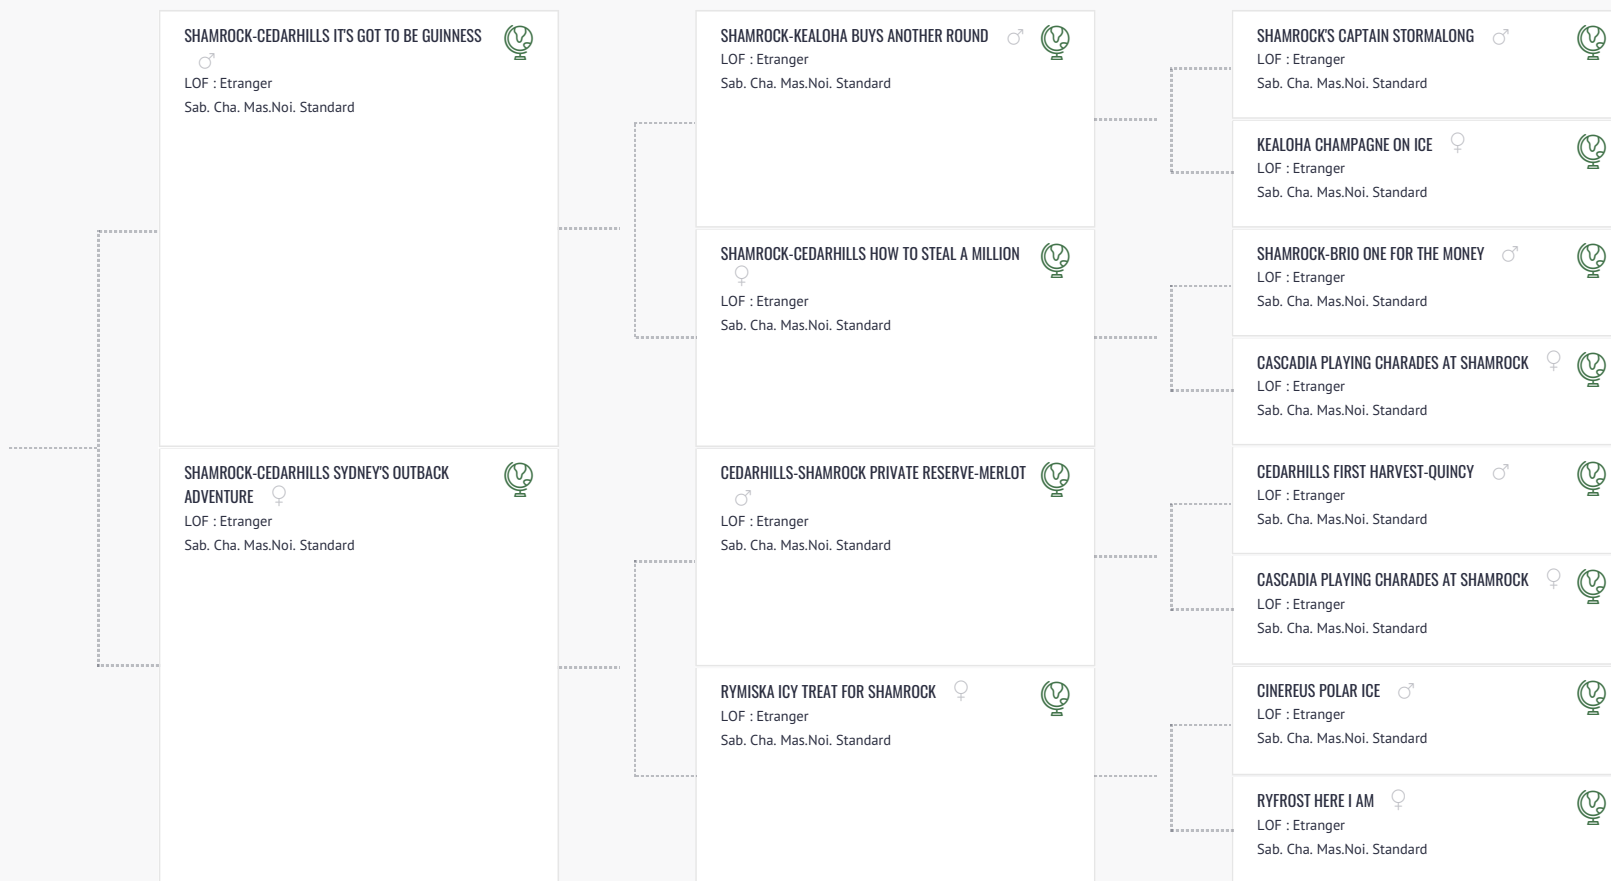 SHAMROCK-CEDARHILLS IT'S GOT TO BE GUINNESS
LOF : Etranger
Sab. Cha. Mas.Noi. Standard
SHAMROCK-CEDARHILLS SYDNEY'S OUTBACK
ADVENTURE
LOF : Etranger
Sab. Cha. Mas.Noi. Standard
SHAMROCK-KEALOHA BUYS ANOTHER ROUND
LOF : Etranger
Sab. Cha. Mas.Noi. Standard
SHAMROCK-CEDARHILLS HOW TO STEAL A MILLION
LOF : Etranger
Sab. Cha. Mas.Noi. Standard
CEDARHILLS-SHAMROCK PRIVATE RESERVE-MERLOT
LOF : Etranger
Sab. Cha. Mas.Noi. Standard
RYMISKA ICY TREAT FOR SHAMROCK
LOF : Etranger
Sab. Cha. Mas.Noi. Standard
SHAMROCK'S CAPTAIN STORMALONG
LOF : Etranger
Sab. Cha. Mas.Noi. Standard
KEALOHA CHAMPAGNE ON ICE
LOF : Etranger
Sab. Cha. Mas.Noi. Standard
SHAMROCK-BRIO ONE FOR THE MONEY
LOF : Etranger
Sab. Cha. Mas.Noi. Standard
CASCADIA PLAYING CHARADES AT SHAMROCK
LOF : Etranger
Sab. Cha. Mas.Noi. Standard
CEDARHILLS FIRST HARVEST-QUINCY
LOF : Etranger
Sab. Cha. Mas.Noi. Standard
CASCADIA PLAYING CHARADES AT SHAMROCK
LOF : Etranger
Sab. Cha. Mas.Noi. Standard
CINEREUS POLAR ICE
LOF : Etranger
Sab. Cha. Mas.Noi. Standard
RYFROST HERE I AM
LOF : Etranger
Sab. Cha. Mas.Noi. Standard